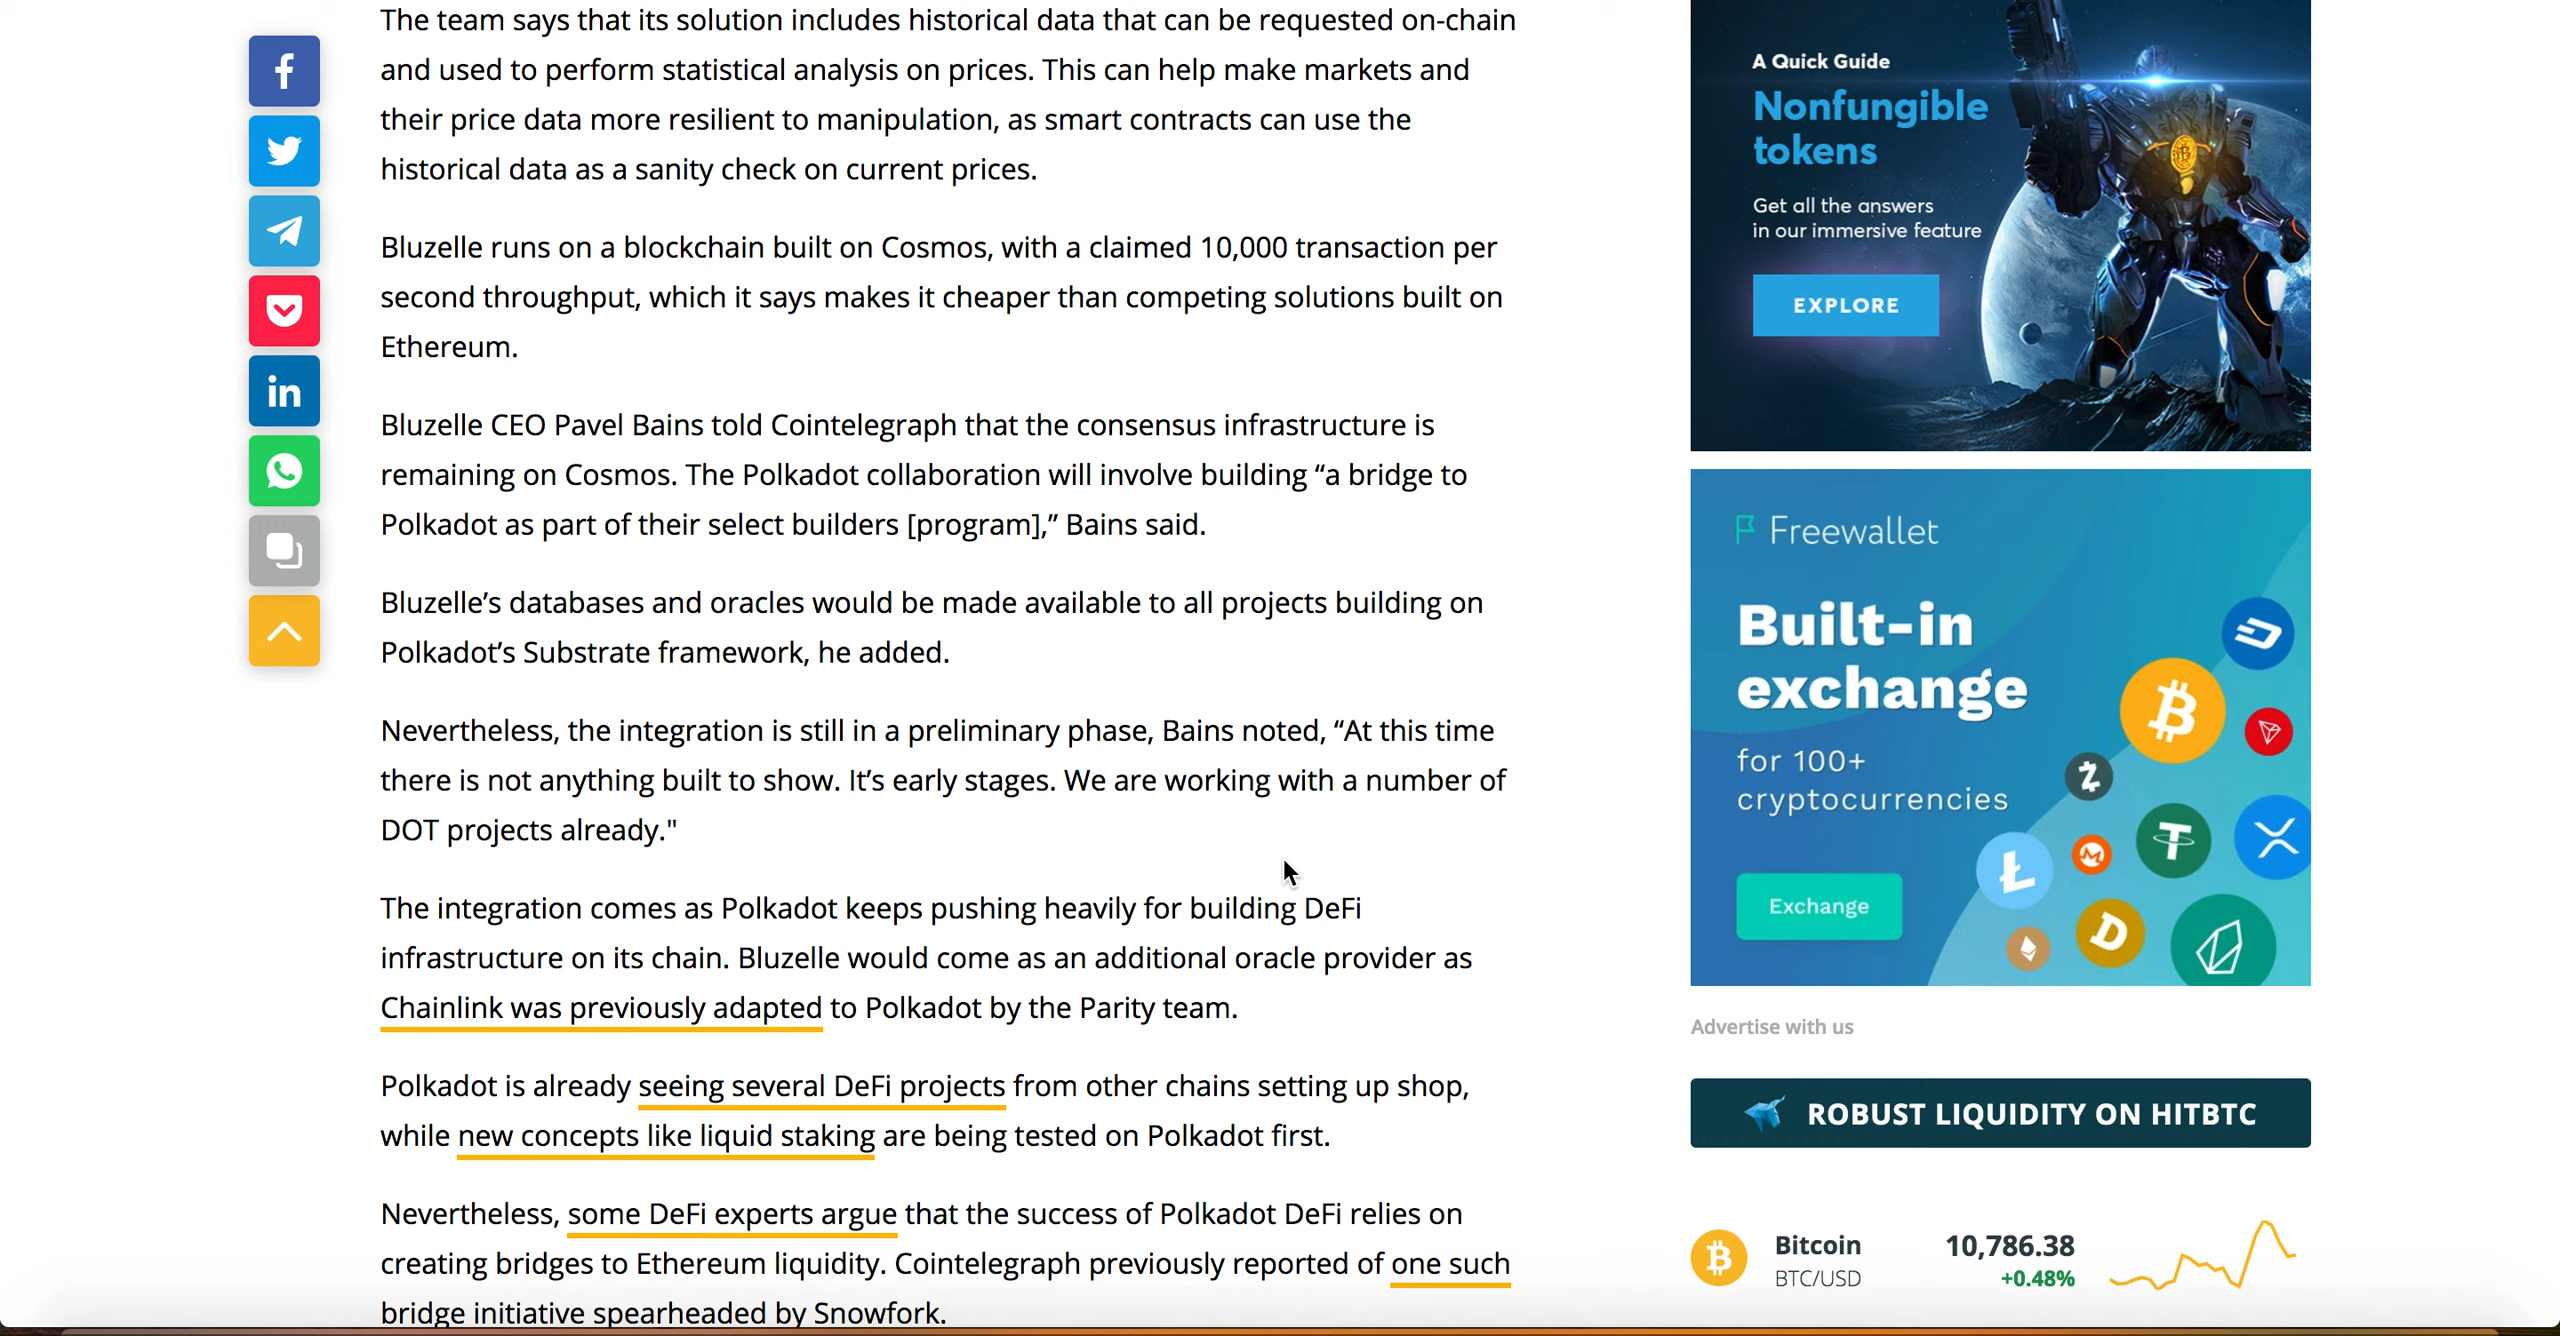 The team says that its solution includes historical data that can be requested on-chain
and used to perform statistical analysis on prices. This can help make markets and
their price data more resilient to manipulation, as smart contracts can use the
historical data as a sanity check on current prices.
Bluzelle runs on a blockchain built on Cosmos, with a claimed 10,000 transaction per
second throughput, which it says makes it cheaper than competing solutions built on
Ethereum.
Bluzelle CEO Pavel Bains told Cointelegraph that the consensus infrastructure is
remaining on Cosmos. The Polkadot collaboration will involve building “a bridge to
Polkadot as part of their select builders [program],” Bains said.
Bluzelle’s databases and oracles would be made available to all projects building on
Polkadot’s Substrate framework, he added.
Nevertheless, the integration is still in a preliminary phase, Bains noted, “At this time
there is not anything built to show. It’s early stages. We are working with a number of
DOT projects already."
The integration comes as Polkadot keeps pushing heavily for building DeFi
infrastructure on its chain. Bluzelle would come as an additional oracle provider as
Chainlink was previously adapted to Polkadot by the Parity team.
Polkadot is already seeing several DeFi projects from other chains setting up shop,
while new concepts like liquid staking are being tested on Polkadot first.
Nevertheless, some DeFi experts argue that the success of Polkadot DeFi relies on
creating bridges to Ethereum liquidity. Cointelegraph previously reported of one such
bridge initiative spearheaded by Snowfork.
A Quick Guide
Nonfungible
tokens
Get all the answers
in our immersive feature
EXPLORE
Freewallet
Built-in
exchange
for 100+
cryptocurrencies
Exchange
Advertise with us
ROBUST LIQUIDITY ON HITBTC
Bitcoin 10,786.38
BTC/USD +0.48%